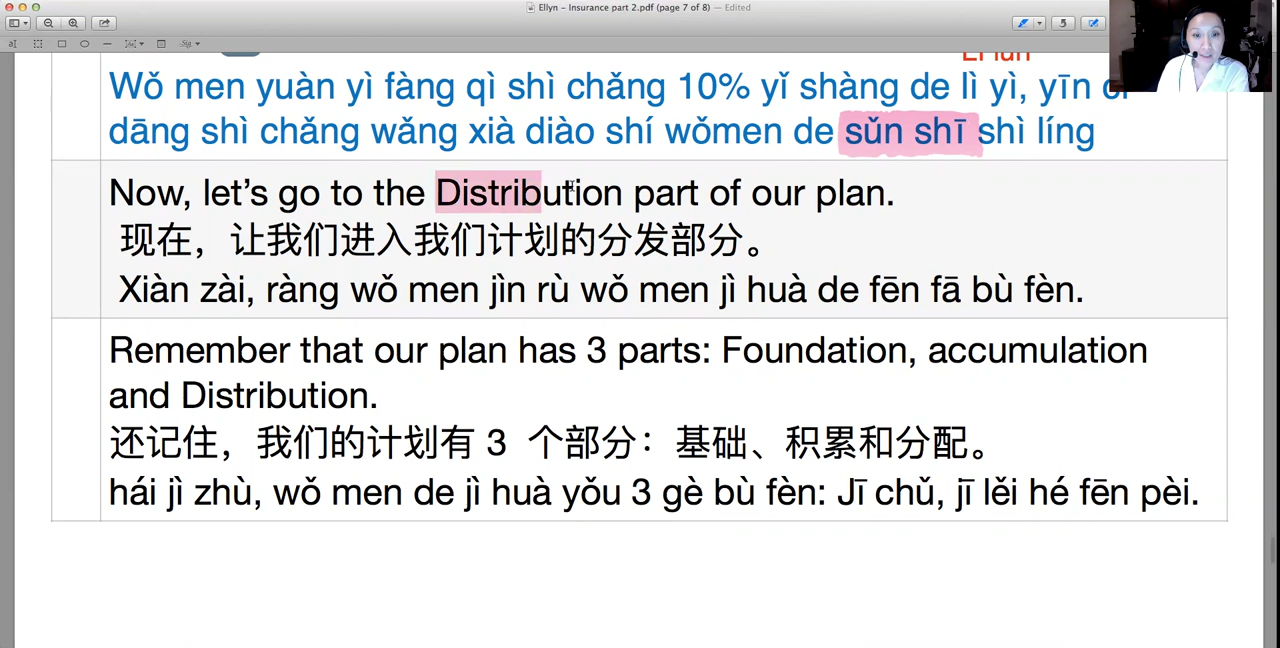 Ellyn – Insurance part 2.pdf (page 7 of 8) — Edited
Wǒ men yuàn yì fàng qì shì chǎng 10% yǐ shàng de lì yì, yīn
dāng shì chǎng wǎng xià diào shí wǒmen de sǔn shī shì líng
Now, let’s go to the Distribution part of our plan.
现在，让我们进入我们计划的分发部分。
Xiàn zài, ràng wǒ men jìn rù wǒ men jì huà de fēn fā bù fèn.
Remember that our plan has 3 parts: Foundation, accumulation
and Distribution.
还记住，我们的计划有 3 个部分：基础、积累和分配。
hái jì zhù, wǒ men de jì huà yǒu 3 gè bù fèn: Jī chǔ, jī lěi hé fēn pèi.